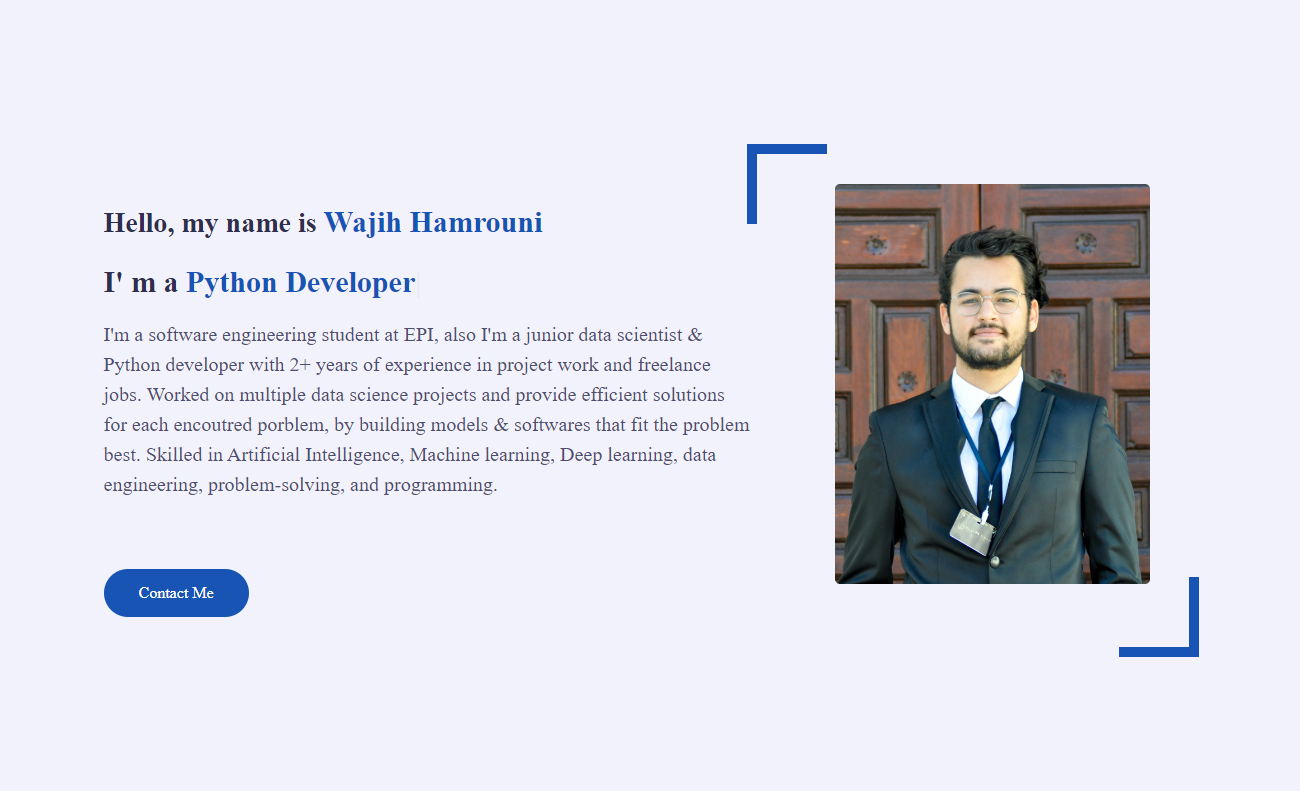 Hello, my name is Wajih Hamrouni
I' m a Python Developer
I'm a software engineering student at EPI, also I'm a junior data scientist &
Python developer with 2+ years of experience in project work and freelance
jobs. Worked on multiple data science projects and provide efficient solutions
for each encoutred porblem, by building models & softwares that fit the problem
best. Skilled in Artificial Intelligence, Machine learning, Deep learning, data
engineering, problem-solving, and programming.
Contact Me